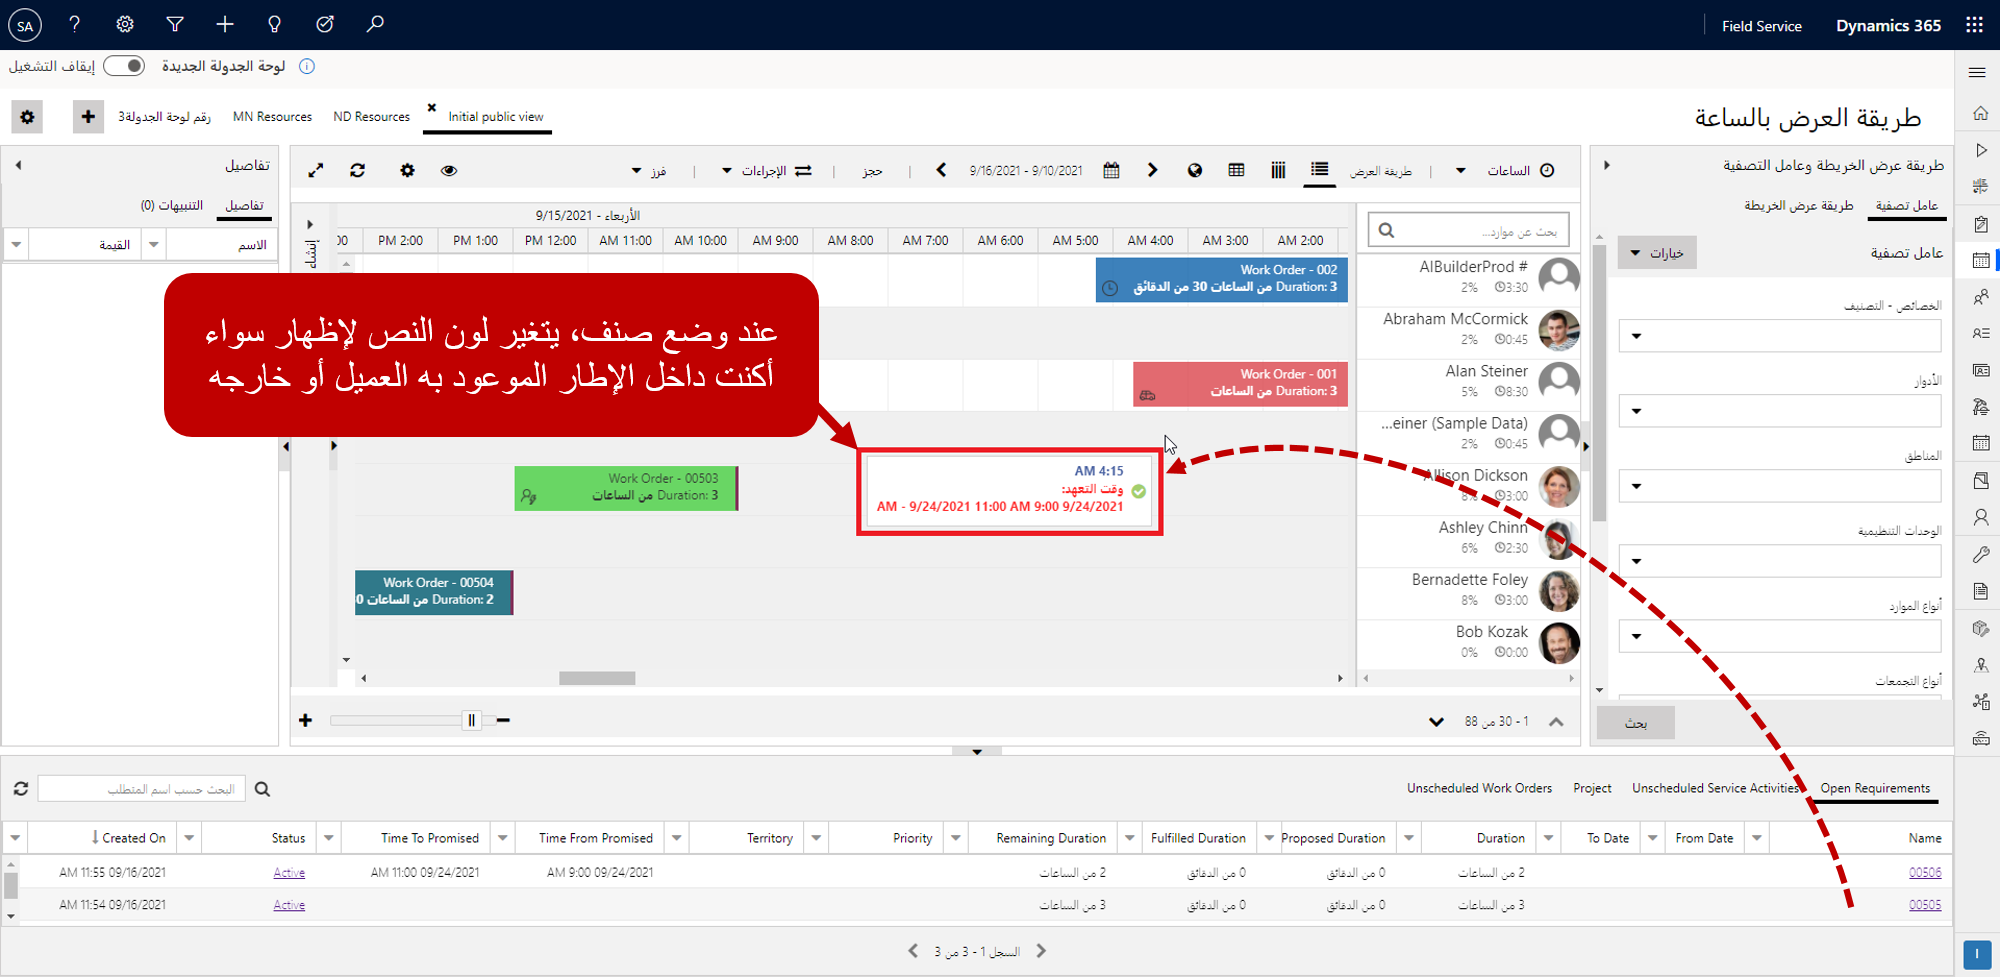 Dynamics 365
Field Service
SA
لوحة الجدولة الجديدة
إيقاف التشغيل
طريقة العرض بالساعة
Initial public view
ND Resources
MN Resources
رقم لوحة الجدولة3
طريقة عرض الخريطة وعامل التصفية
عامل تصفية
طريقة عرض الخريطة
عامل تصفية
خيارات
الخصائص - التصنيف
الأدوار
المناطق
الوحدات التنظيمية
أنواع الموارد
أنواع التجمعات
بحث
الساعات
طريقة العرض
9/16/2021 - 9/10/2021
حجز
الإجراءات
فرز
الأربعاء - 9/15/2021
AM 2:00
AM 3:00
AM 4:00
AM 5:00
AM 6:00
AM 7:00
AM 8:00
AM 9:00
AM 10:00
AM 11:00
PM 12:00
PM 1:00
PM 2:00
00
إنشاء
بحث عن موارد...
AIBuilderProd #
2% 3:30
Abraham McCormick
2% 0:45
Alan Steiner
5% 8:30
...einer (Sample Data)
2% 0:45
Allison Dickson
8% 3:00
Ashley Chinn
6% 2:30
Bernadette Foley
8% 3:00
Bob Kozak
0% 0:00
Work Order - 002
Duration: 3 من الساعات 30 من الدقائق
Work Order - 001
Duration: 3 من الساعات
Work Order - 00503
Duration: 3 من الساعات
Work Order - 00504
Duration: 2 من الساعات 0
عند وضع صنف، يتغير لون النص لإظهار سواء
أكنت داخل الإطار الموعود به العميل أو خارجه
AM 4:15
وقت التعهد:
AM - 9/24/2021 11:00 AM 9:00 9/24/2021
1 - 30 من 88
تفاصيل
تفاصيل
التنبيهات (0)
الاسم
القيمة
Open Requirements
Unscheduled Service Activities
Project
Unscheduled Work Orders
البحث حسب اسم المتطلب
Name
From Date
To Date
Duration
Proposed Duration
Fulfilled Duration
Remaining Duration
Priority
Territory
Time From Promised
Time To Promised
Status
Created On
00506
2 من الساعات
0 من الدقائق
0 من الدقائق
2 من الساعات
AM 9:00 09/24/2021
AM 11:00 09/24/2021
Active
AM 11:55 09/16/2021
00505
3 من الساعات
0 من الدقائق
0 من الدقائق
3 من الساعات
Active
AM 11:54 09/16/2021
السجل 1 - 3 من 3
I